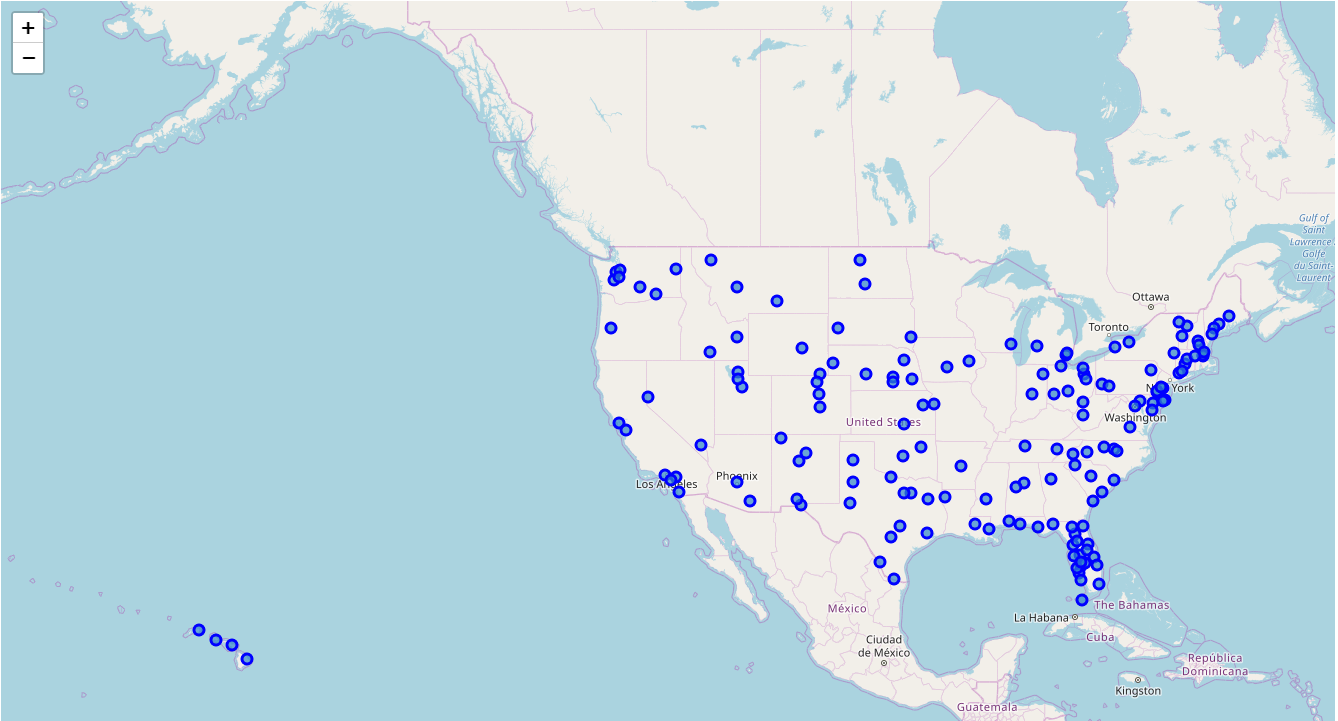 +
−
Gulf of
Saint
Lawrence
Golfe
du Saint-
Laurent
Ottawa
Toronto
York
Washington
United States
Phoenix
Los Angeles
México
The Bahamas
La Habana
Cuba
Ciudad
de México
República
Dominicana
Kingston
Guatemala